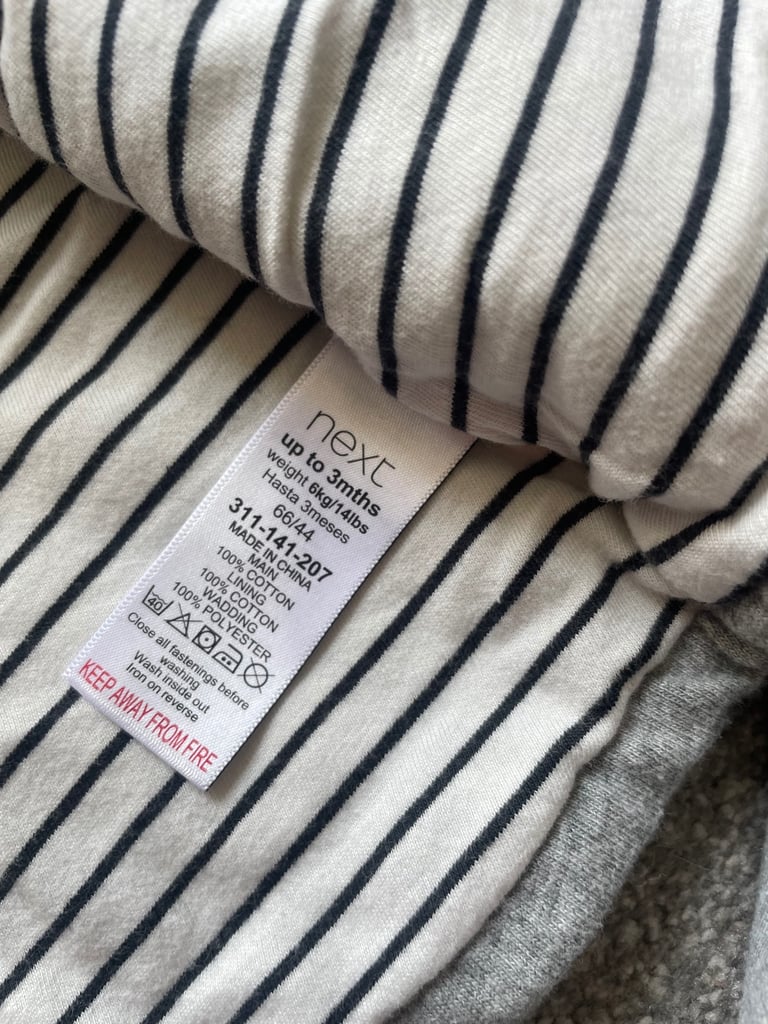 next
up to 3mths
weight 6kg/14lbs
Hasta 3meses
66/44
311-141-207
MADE IN CHINA
MAIN
100% COTTON
LINING
100% COTTON
WADDING
100% POLYESTER
40
Close all fastenings before
washing
Wash inside out
Iron on reverse
KEEP AWAY FROM FIRE